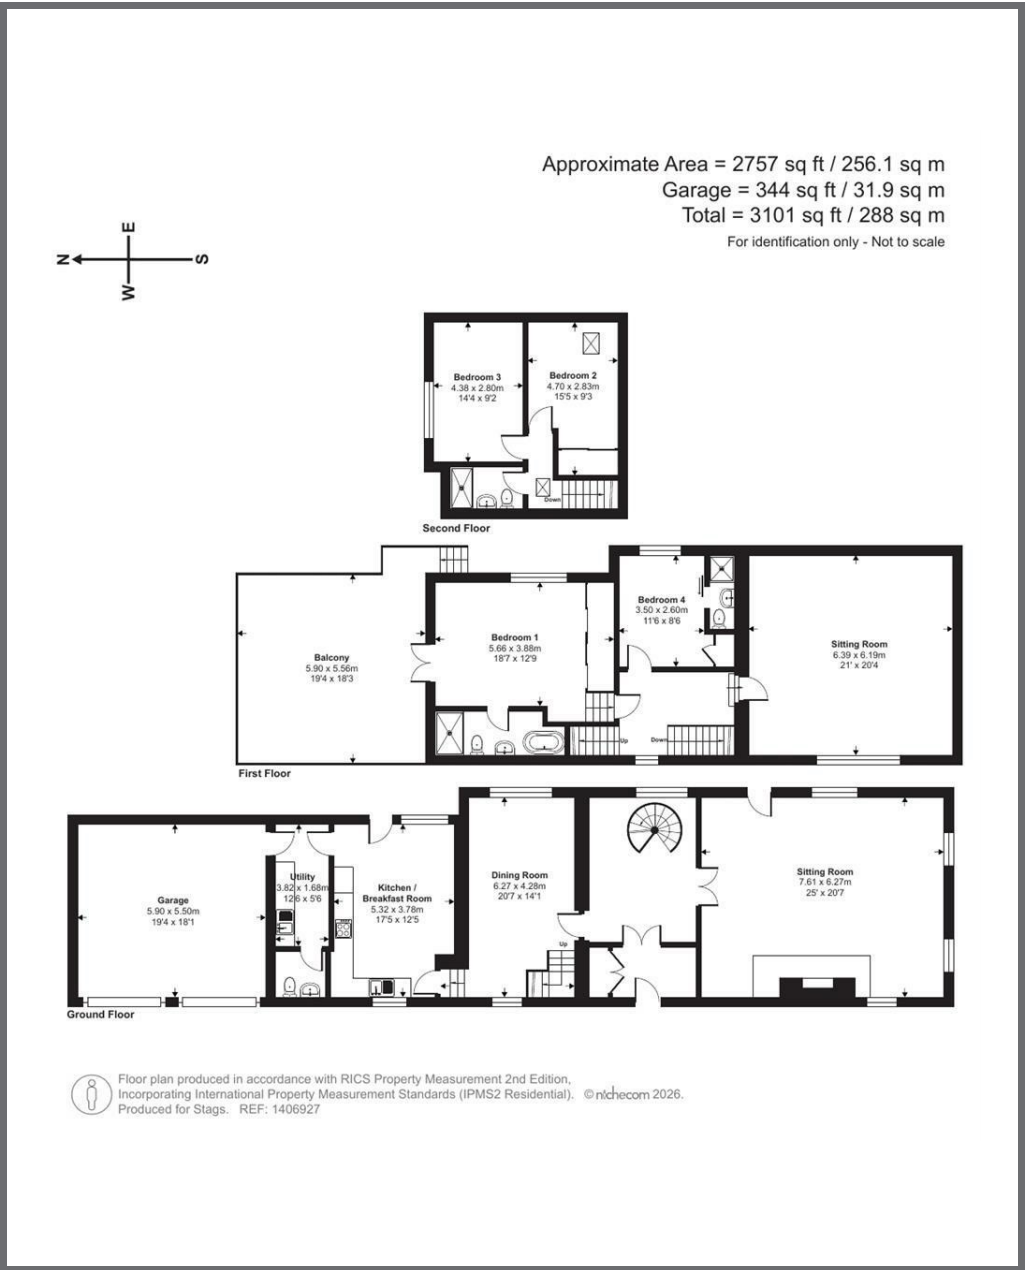 Approximate Area = 2757 sq ft / 256.1 sq m
Garage = 344 sq ft / 31.9 sq m
Total = 3101 sq ft / 288 sq m
For identification only - Not to scale
E
N
S
W
Bedroom 3
4.38 x 2.80m
14'4 x 9'2
Bedroom 2
4.70 x 2.83m
15'5 x 9'3
Down
Second Floor
Balcony
5.90 x 5.56m
19'4 x 18'3
Bedroom 1
5.66 x 3.88m
18'7 x 12'9
Bedroom 4
3.50 x 2.60m
11'6 x 8'6
Sitting Room
6.39 x 6.19m
21' x 20'4
Up
Down
First Floor
Garage
5.90 x 5.50m
19'4 x 18'1
Utility
3.82 x 1.68m
12'6 x 5'6
Kitchen /
Breakfast Room
5.32 x 3.78m
17'5 x 12'5
Dining Room
6.27 x 4.28m
20'7 x 14'1
Up
Sitting Room
7.61 x 6.27m
25' x 20'7
Ground Floor
Floor plan produced in accordance with RICS Property Measurement 2nd Edition,
Incorporating International Property Measurement Standards (IPMS2 Residential). © nichecom 2026.
Produced for Stags. REF: 1406927